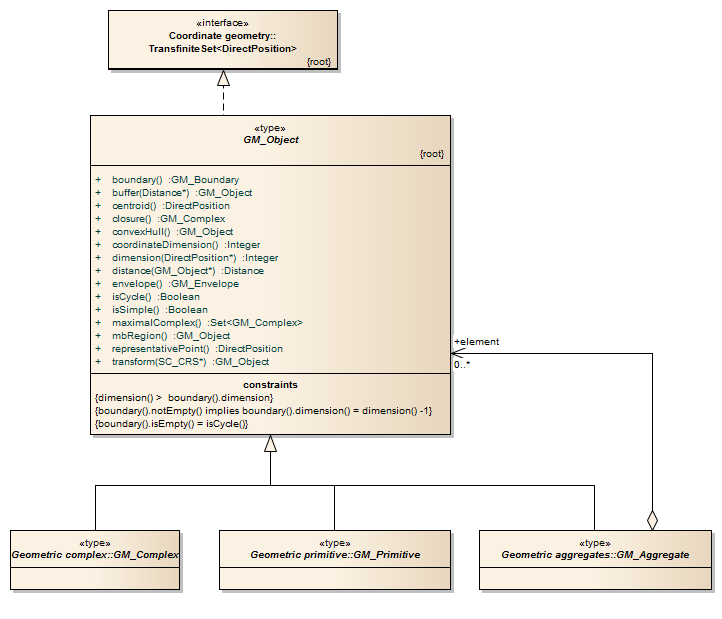 «interface»
Coordinate geometry::
TransfiniteSet<DirectPosition>
{root}
«type»
GM_Object
{root}
+ boundary() :GM_Boundary
+ buffer(Distance*) :GM_Object
+ centroid() :DirectPosition
+ closure() :GM_Complex
+ convexHull() :GM_Object
+ coordinateDimension() :Integer
+ dimension(DirectPosition*) :Integer
+ distance(GM_Object*) :Distance
+ envelope() :GM_Envelope
+ isCycle() :Boolean
+ isSimple() :Boolean
+ maximalComplex() :Set<GM_Complex>
+ mbRegion() :GM_Object
+ representativePoint() :DirectPosition
+ transform(SC_CRS*) :GM_Object
constraints
{dimension() > boundary().dimension}
{boundary().notEmpty() implies boundary().dimension() = dimension() -1}
{boundary().isEmpty() = isCycle()}
+element
0..*
«type»
Geometric complex::GM_Complex
«type»
Geometric primitive::GM_Primitive
«type»
Geometric aggregates::GM_Aggregate